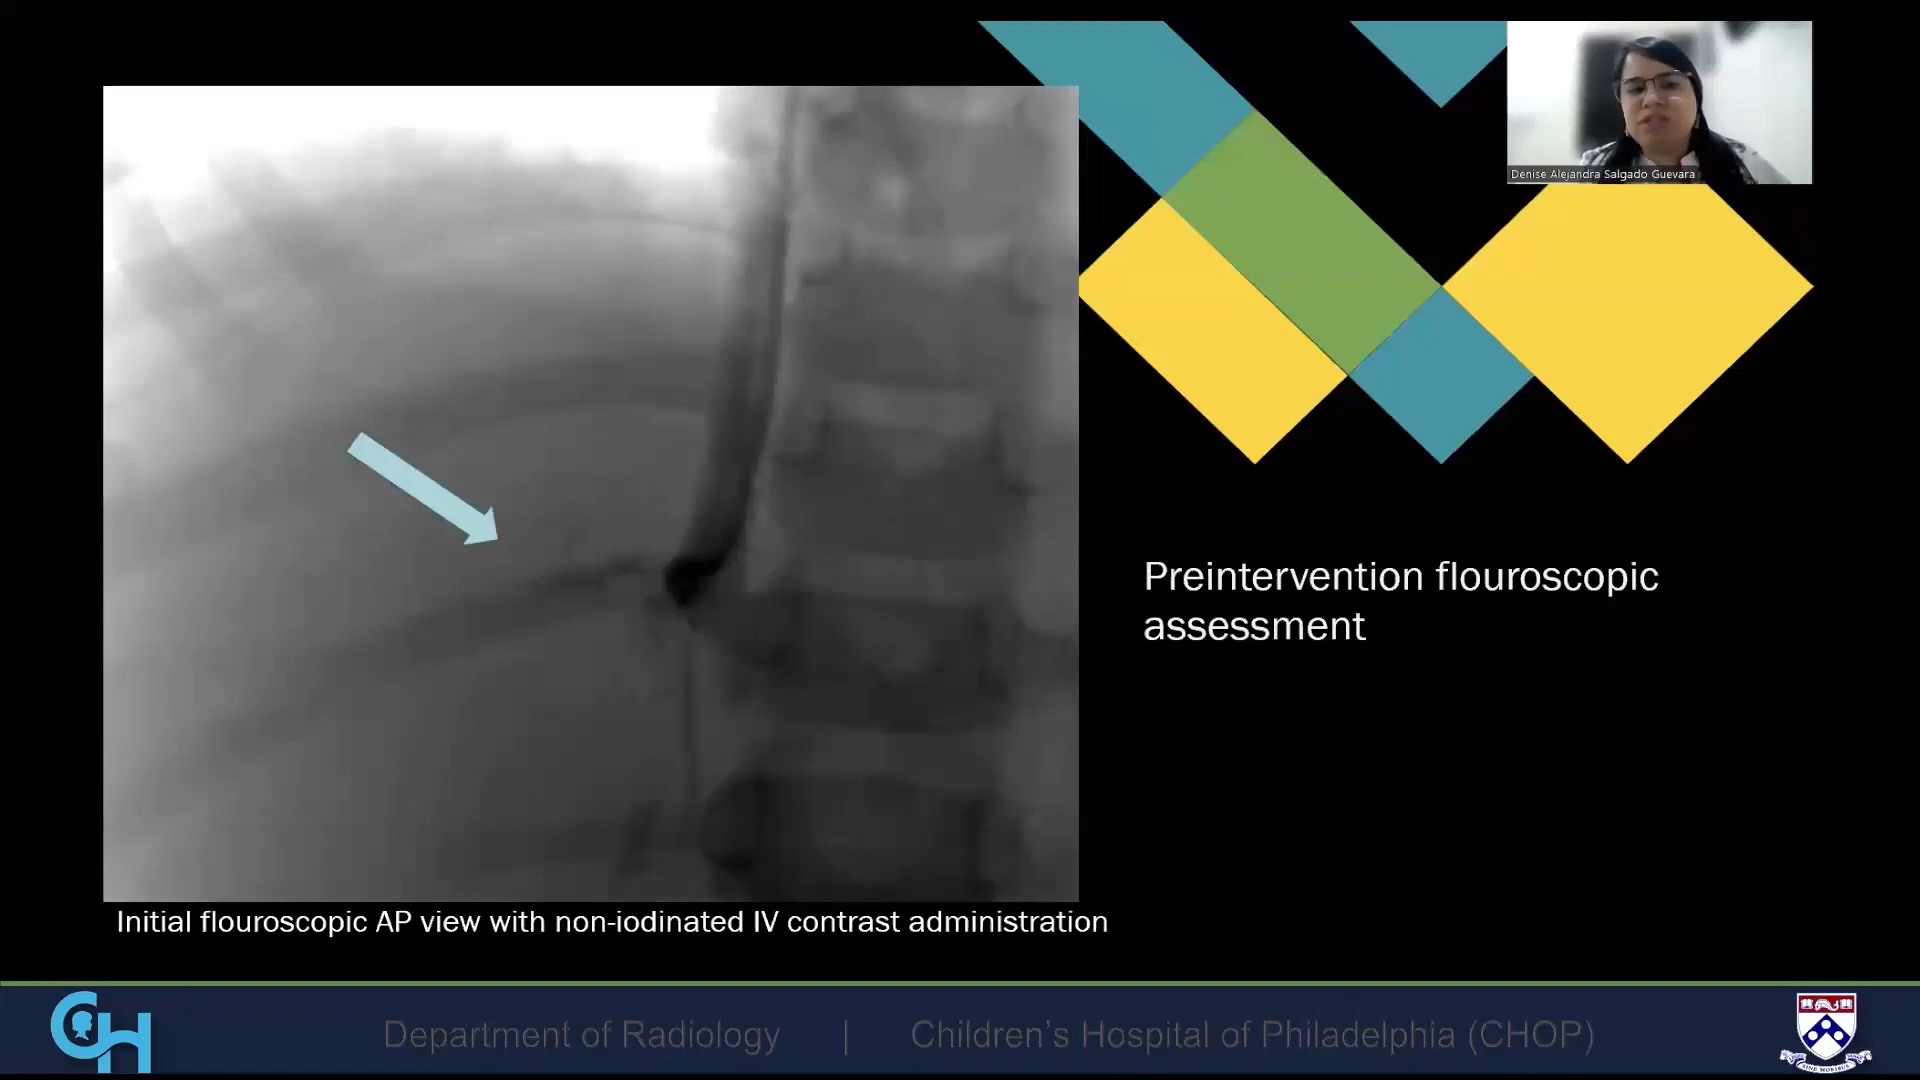 Denise Alejandra Salgado Guevara
Preintervention flouroscopic
assessment
Initial flouroscopic AP view with non-iodinated IV contrast administration
CH
Department of Radiology | Children's Hospital of Philadelphia (CHOP)